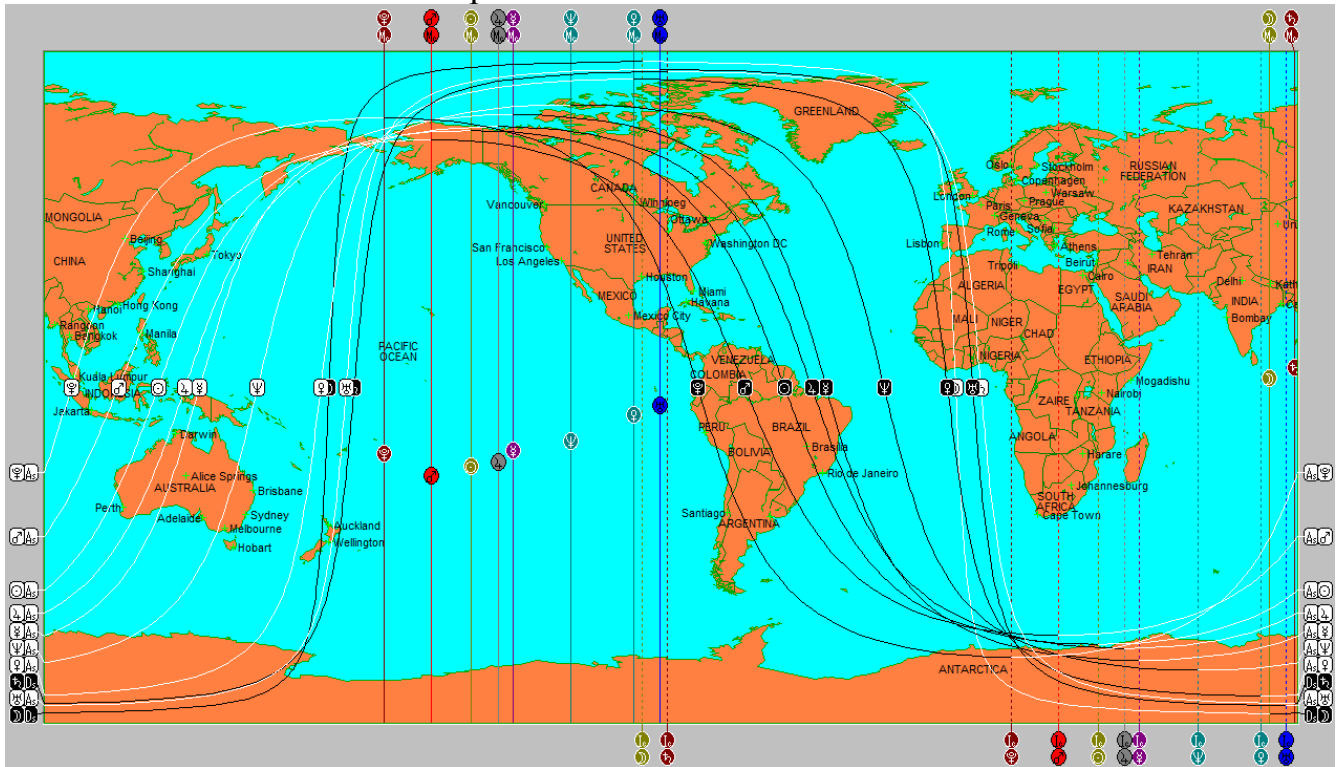 GREENLAND
Oslo
Stockholm
RUSSIAN
FEDERATION
Copenhagen
Warsaw
London
CANADA
Vancouver
Winnipeg
Paris
Prague
KAZAKHSTAN
MONGOLIA
Ottawa
Geneva
Rome
Sofia
Beijing
San Francisco
UNITED
STATES
Washington DC
Lisbon
Athens
Tokyo
Los Angeles
Beirut
Tehran
CHINA
Shanghai
Houston
Tripoli
Cairo
IRAN
Delhi
ALGERIA
EGYPT
Hanoi
Hong Kong
MEXICO
Miami
Havana
SAUDI
ARABIA
INDIA
Rangoon
Mexico City
MALI
NIGER
Bombay
Bangkok
Manila
CHAD
PACIFIC
OCEAN
VENEZUELA
NIGERIA
ETHIOPIA
Kuala Lumpur
COLOMBIA
Mogadishu
INDONESIA
Nairobi
Jakarta
ZAIRE
TANZANIA
PERU
BRAZIL
Darwin
ANGOLA
BOLIVIA
Brasilia
Harare
Alice Springs
AUSTRALIA
Rio de Janeiro
Brisbane
Johannesburg
Perth
SOUTH
AFRICA
Adelaide
Sydney
Santiago
Cape Town
Melbourne
Auckland
ARGENTINA
Hobart
Wellington
ANTARCTICA